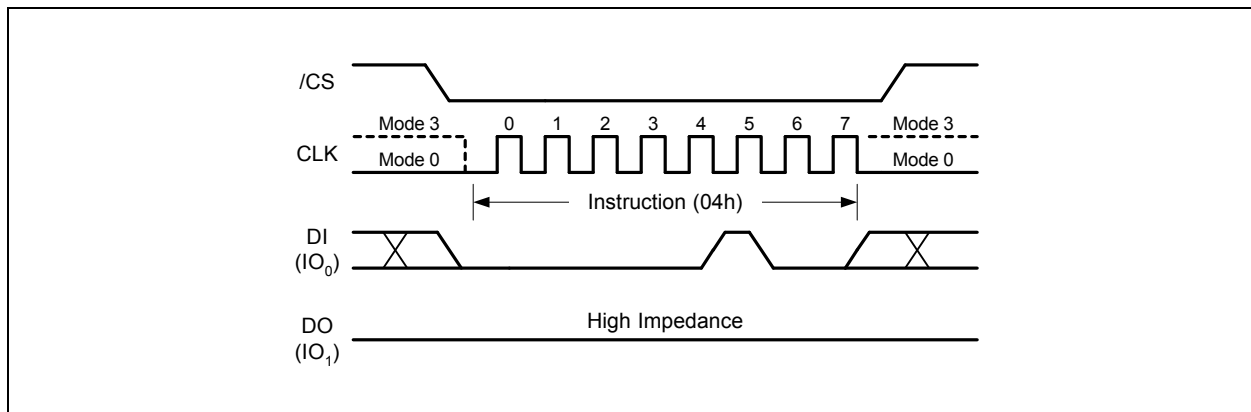 /CS
Mode 3 0 1 2 3 4 5 6 7 Mode 3
CLK
Mode 0 Mode 0
Instruction (04h)
DI
(IO0)
High Impedance
DO
(IO1)